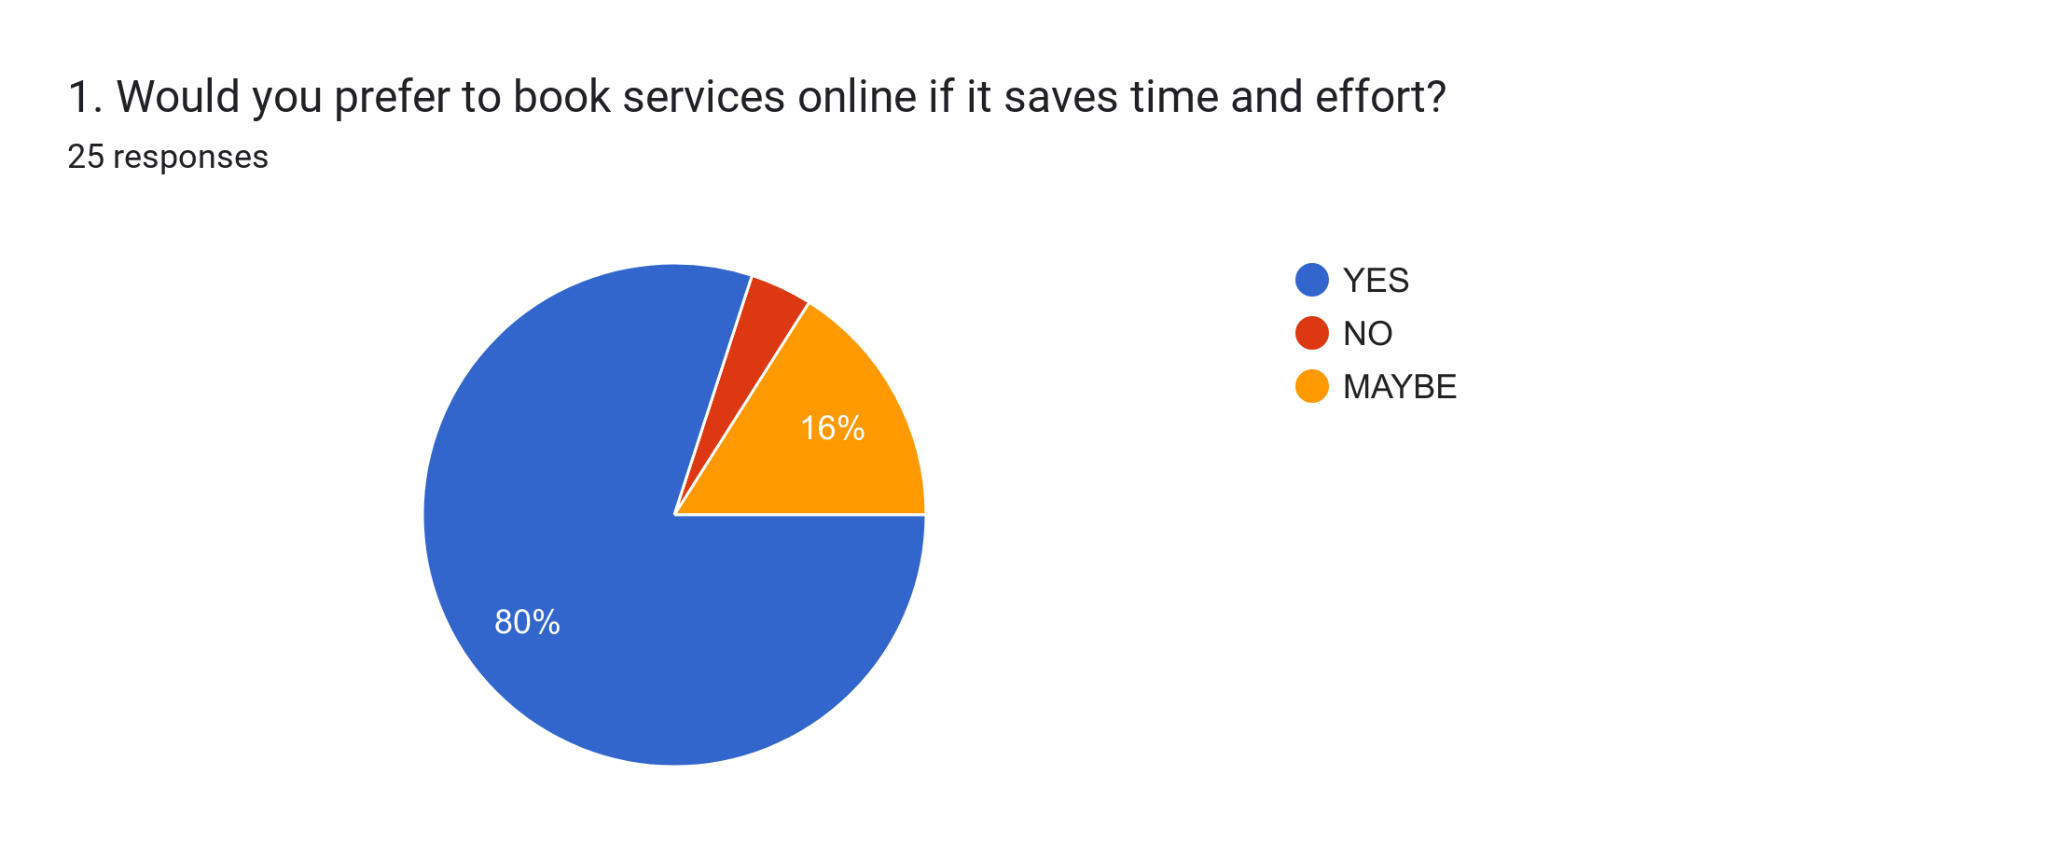 1. Would you prefer to book services online if it saves time and effort?
25 responses
YES
NO
MAYBE
16%
80%